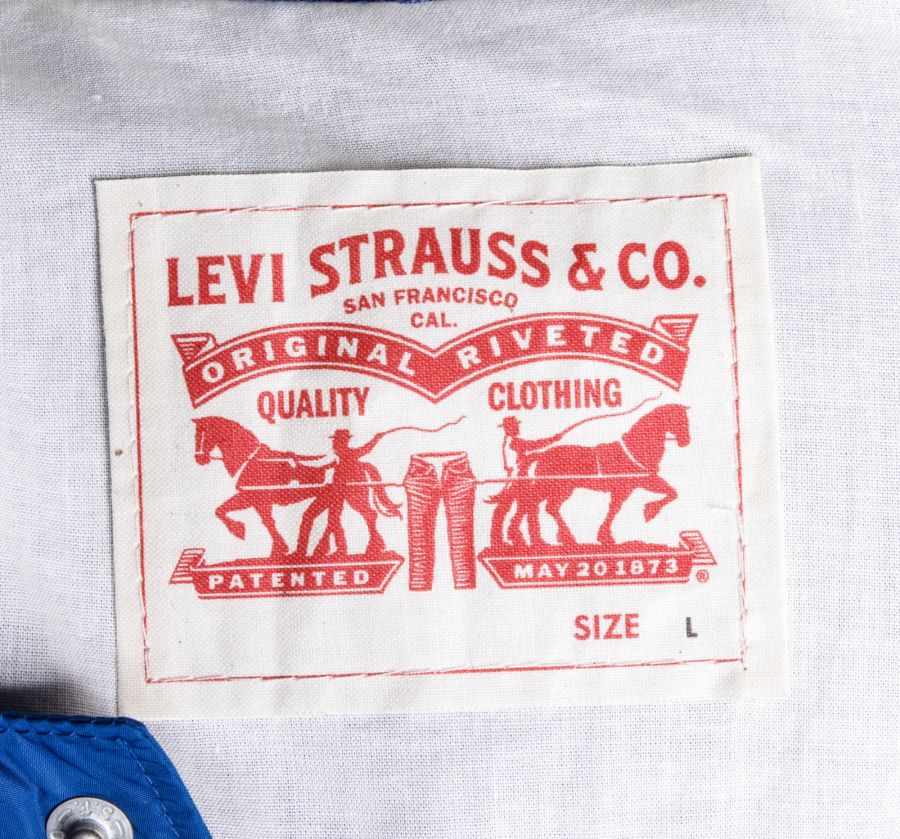 LEVI STRAUSS & CO.
SAN FRANCISCO
CAL.
ORIGINAL RIVETED
QUALITY CLOTHING
PATENTED MAY 20 1873 ®
SIZE L